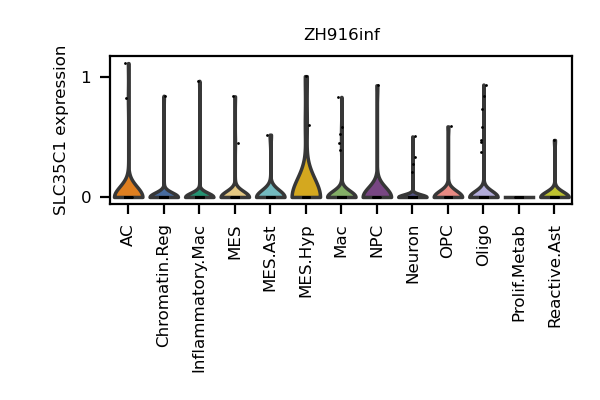 ZH916inf
SLC35C1 expression
1
0
AC
Chromatin.Reg
Inflammatory.Mac
MES
MES.Ast
MES.Hyp
Mac
NPC
Neuron
OPC
Oligo
Prolif.Metab
Reactive.Ast